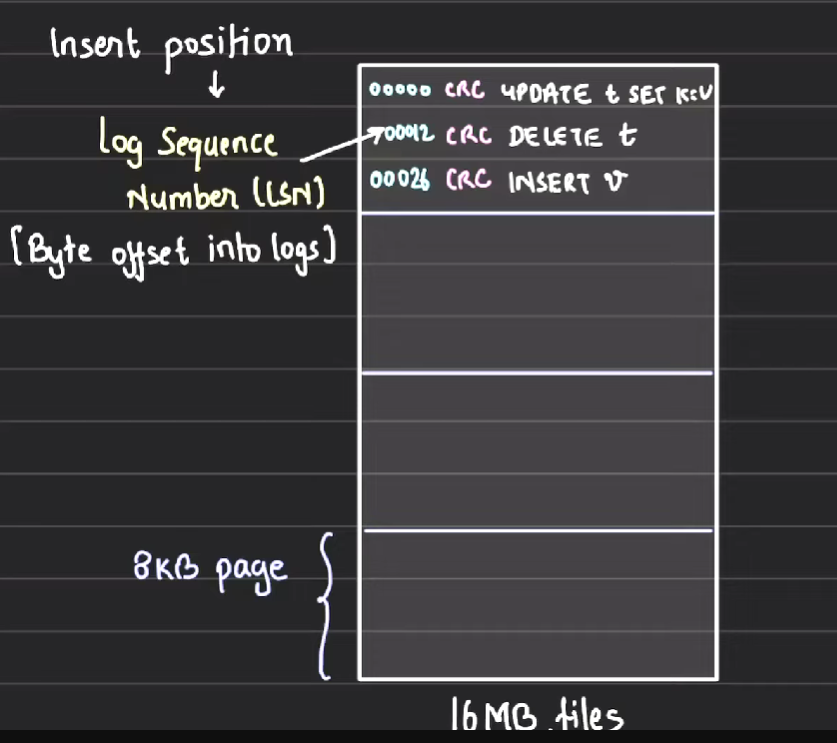 Insert position
↓
Log Sequence
Number (LSN)
[Byte offset into logs]
00000 CRC UPDATE t SET K=V
00012 CRC DELETE t
00026 CRC INSERT V
8KB page
16MB files